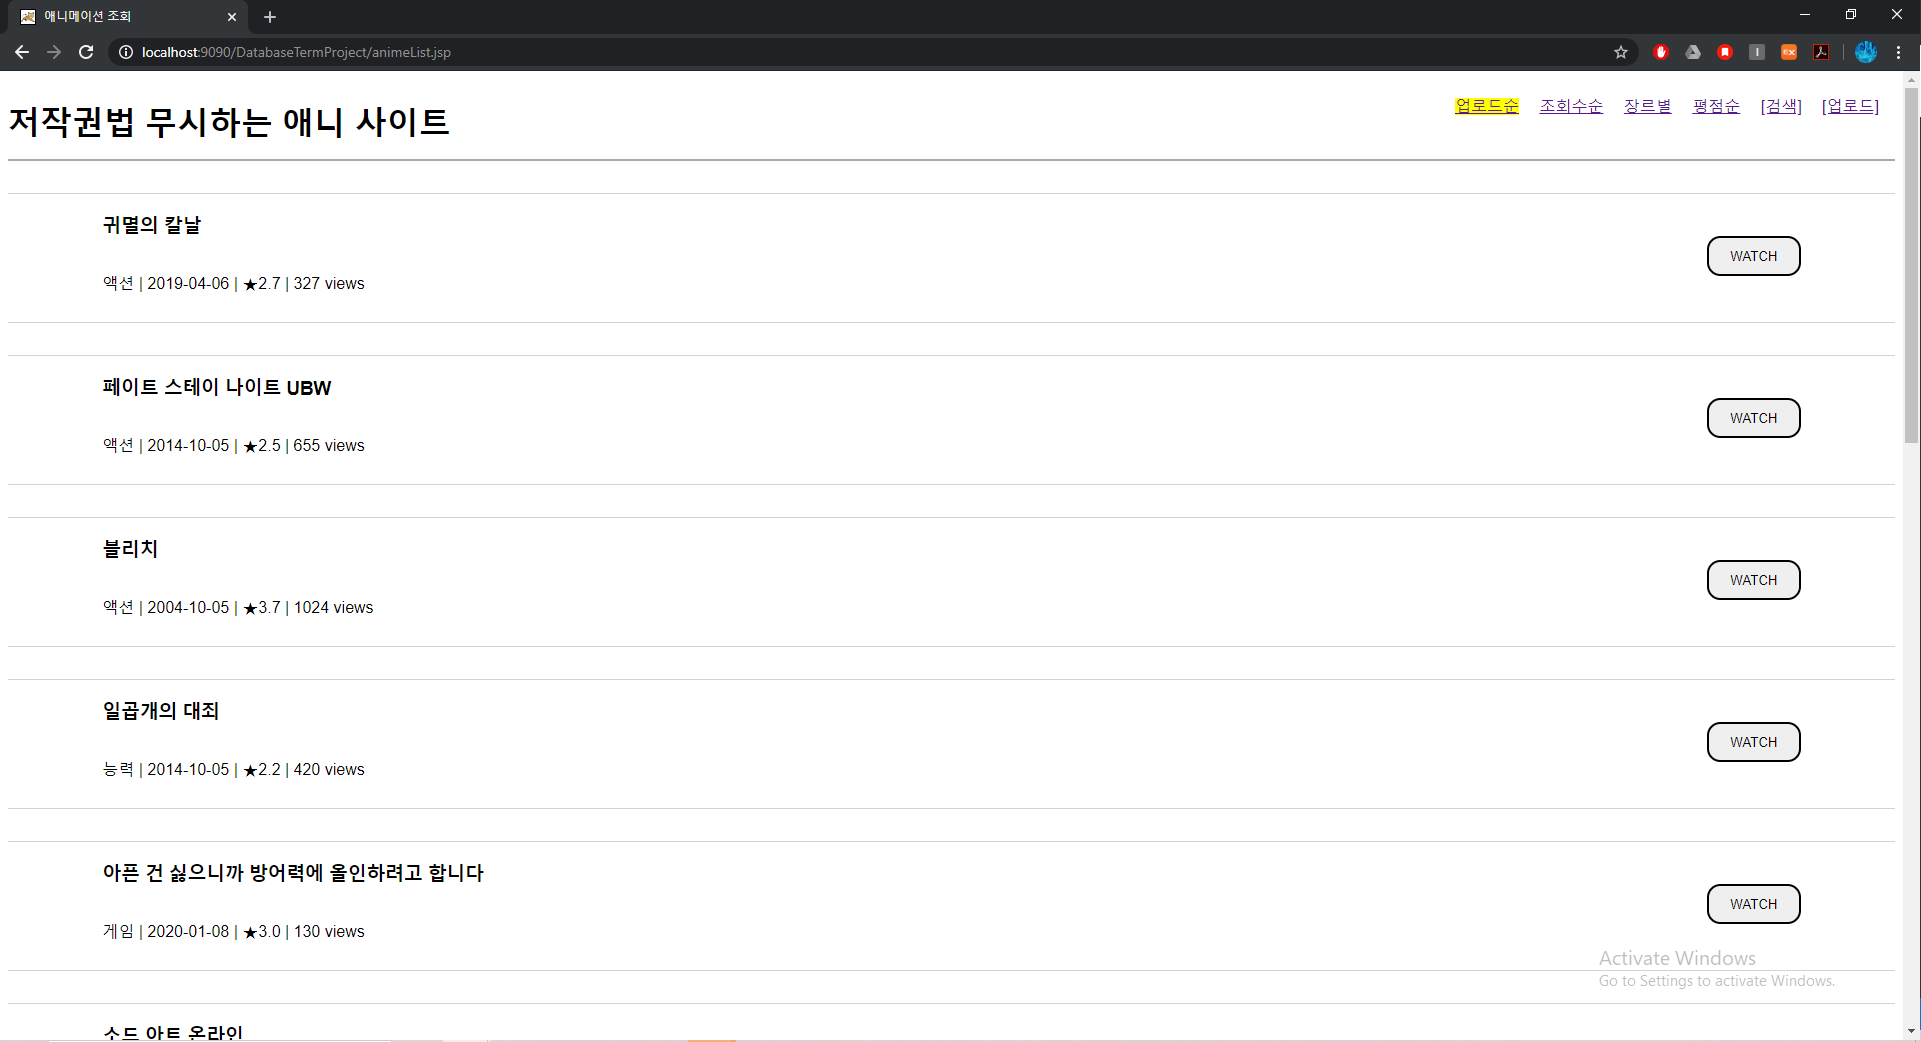 애니메이션 조회
localhost:9090/DatabaseTermProject/animeList.jsp
저작권법 무시하는 애니 사이트
업로드순 조회수순 장르별 평점순 [검색] [업로드]
귀멸의 칼날
액션 | 2019-04-06 | ★2.7 | 327 views
WATCH
페이트 스테이 나이트 UBW
액션 | 2014-10-05 | ★2.5 | 655 views
WATCH
블리치
액션 | 2004-10-05 | ★3.7 | 1024 views
WATCH
일곱개의 대죄
능력 | 2014-10-05 | ★2.2 | 420 views
WATCH
아픈 건 싫으니까 방어력에 올인하려고 합니다
게임 | 2020-01-08 | ★3.0 | 130 views
WATCH
Activate Windows
Go to Settings to activate Windows.
소드 아트 온라인